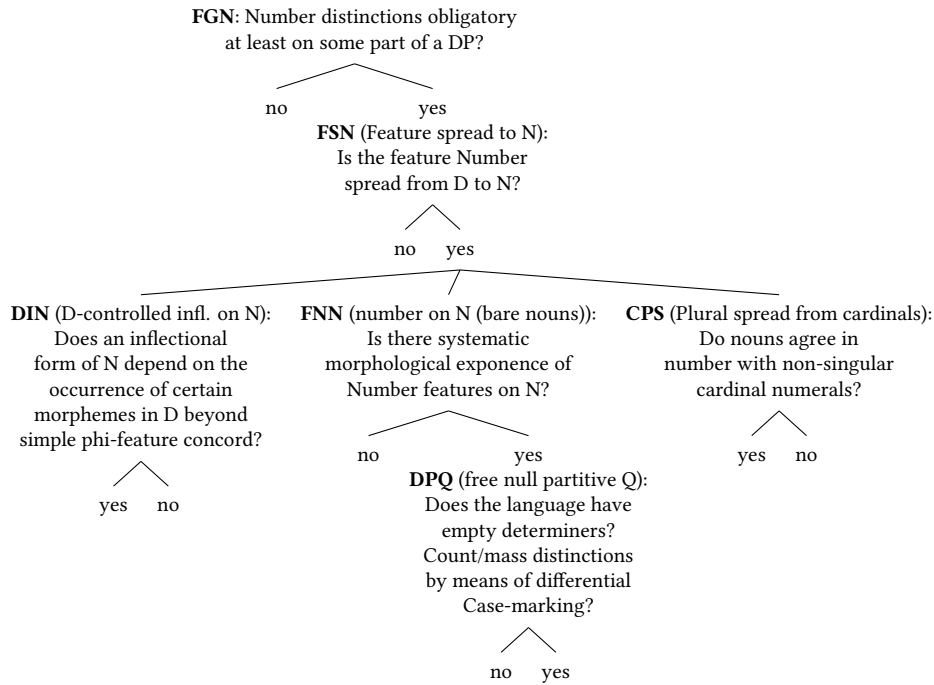 FGN: Number distinctions obligatory
at least on some part of a DP?
no
yes
FSN (Feature spread to N):
Is the feature Number
spread from D to N?
no
yes
DIN (D-controlled infl. on N):
Does an inflectional
form of N depend on the
occurrence of certain
morphemes in D beyond
simple phi-feature concord?
yes
no
FNN (number on N (bare nouns)):
Is there systematic
morphological exponence of
Number features on N?
no
yes
DPQ (free null partitive Q):
Does the language have
empty determiners?
Count/mass distinctions
by means of differential
Case-marking?
no
yes
CPS (Plural spread from cardinals):
Do nouns agree in
number with non-singular
cardinal numerals?
yes
no